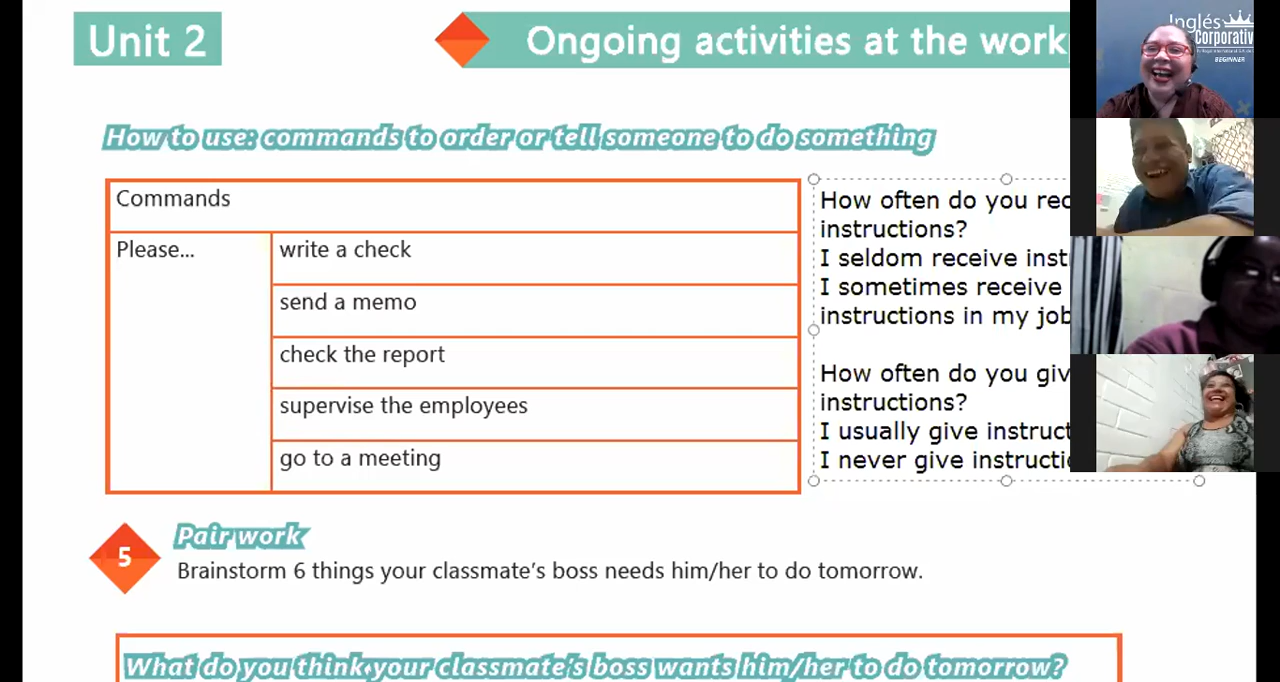 Unit 2
Ongoing activities at the work
Inglés
Corporativ
BEGINNER
How to use: commands to order or tell someone to do something
Commands
Please...
write a check
send a memo
check the report
supervise the employees
go to a meeting
How often do you rec
instructions?
I seldom receive inst
I sometimes receive
instructions in my job
How often do you giv
instructions?
I usually give instruct
I never give instructi
5
Pair work
Brainstorm 6 things your classmate's boss needs him/her to do tomorrow.
What do you think your classmate's boss wants him/her to do tomorrow?